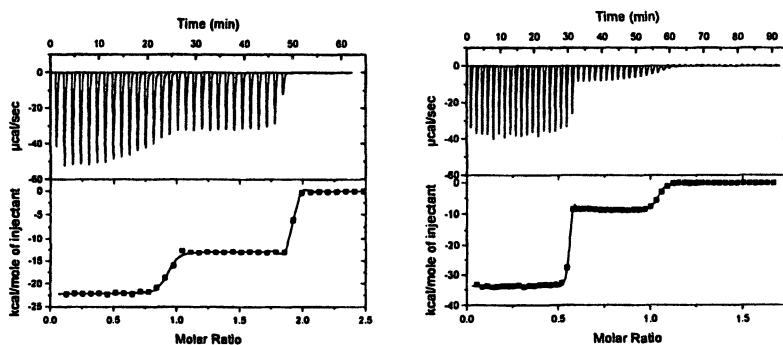 Time (min)
0 10 20 30 40 50 60
0
-20
-40
-60
µcal/sec
0
-5
-10
-15
-20
-25
kcal/mole of injectant
0.0 0.5 1.0 1.5 2.0 2.5
Molar Ratio
Time (min)
0 10 20 30 40 50 60 70 80 90
0
-20
-40
-60
µcal/sec
0
-10
-20
-30
-40
kcal/mole of injectant
0.0 0.5 1.0 1.5
Molar Ratio